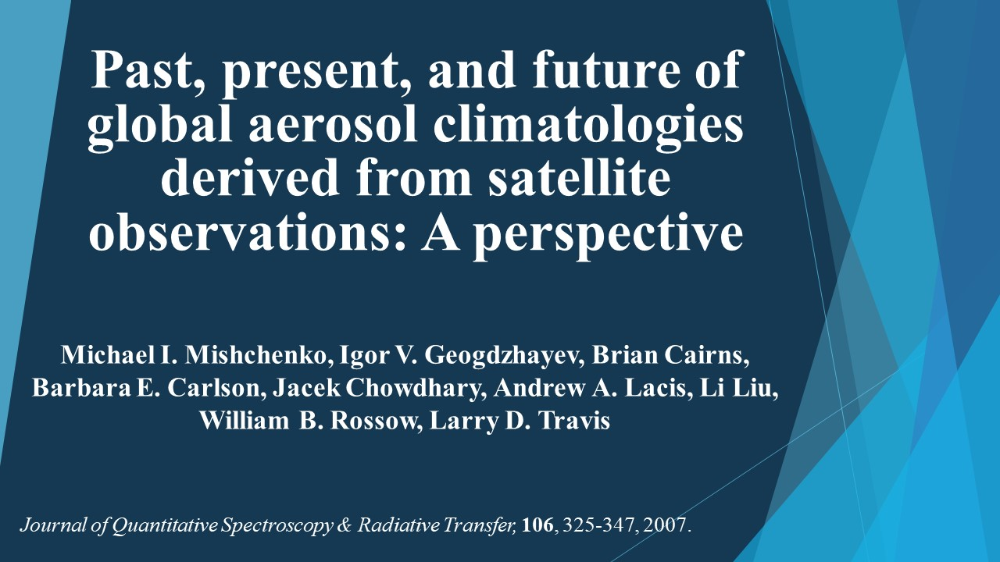 Past, present, and future of
global aerosol climatologies
derived from satellite
observations: A perspective
Michael I. Mishchenko, Igor V. Geogdzhayev, Brian Cairns,
Barbara E. Carlson, Jacek Chowdhary, Andrew A. Lacis, Li Liu,
William B. Rossow, Larry D. Travis
Journal of Quantitative Spectroscopy & Radiative Transfer, 106, 325-347, 2007.